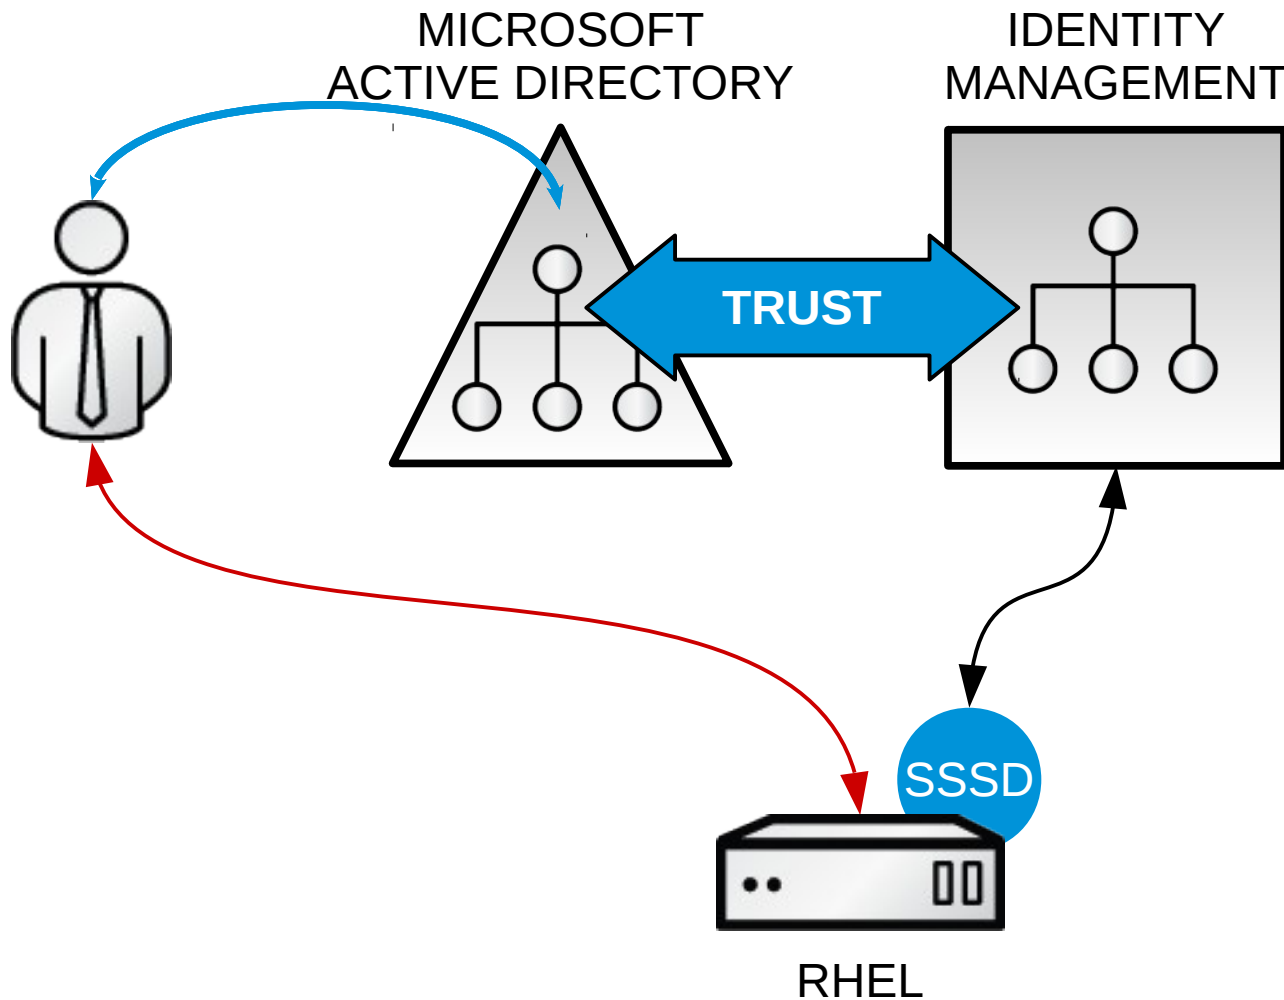 MICROSOFT
ACTIVE DIRECTORY
IDENTITY
MANAGEMENT
TRUST
SSSD
RHEL